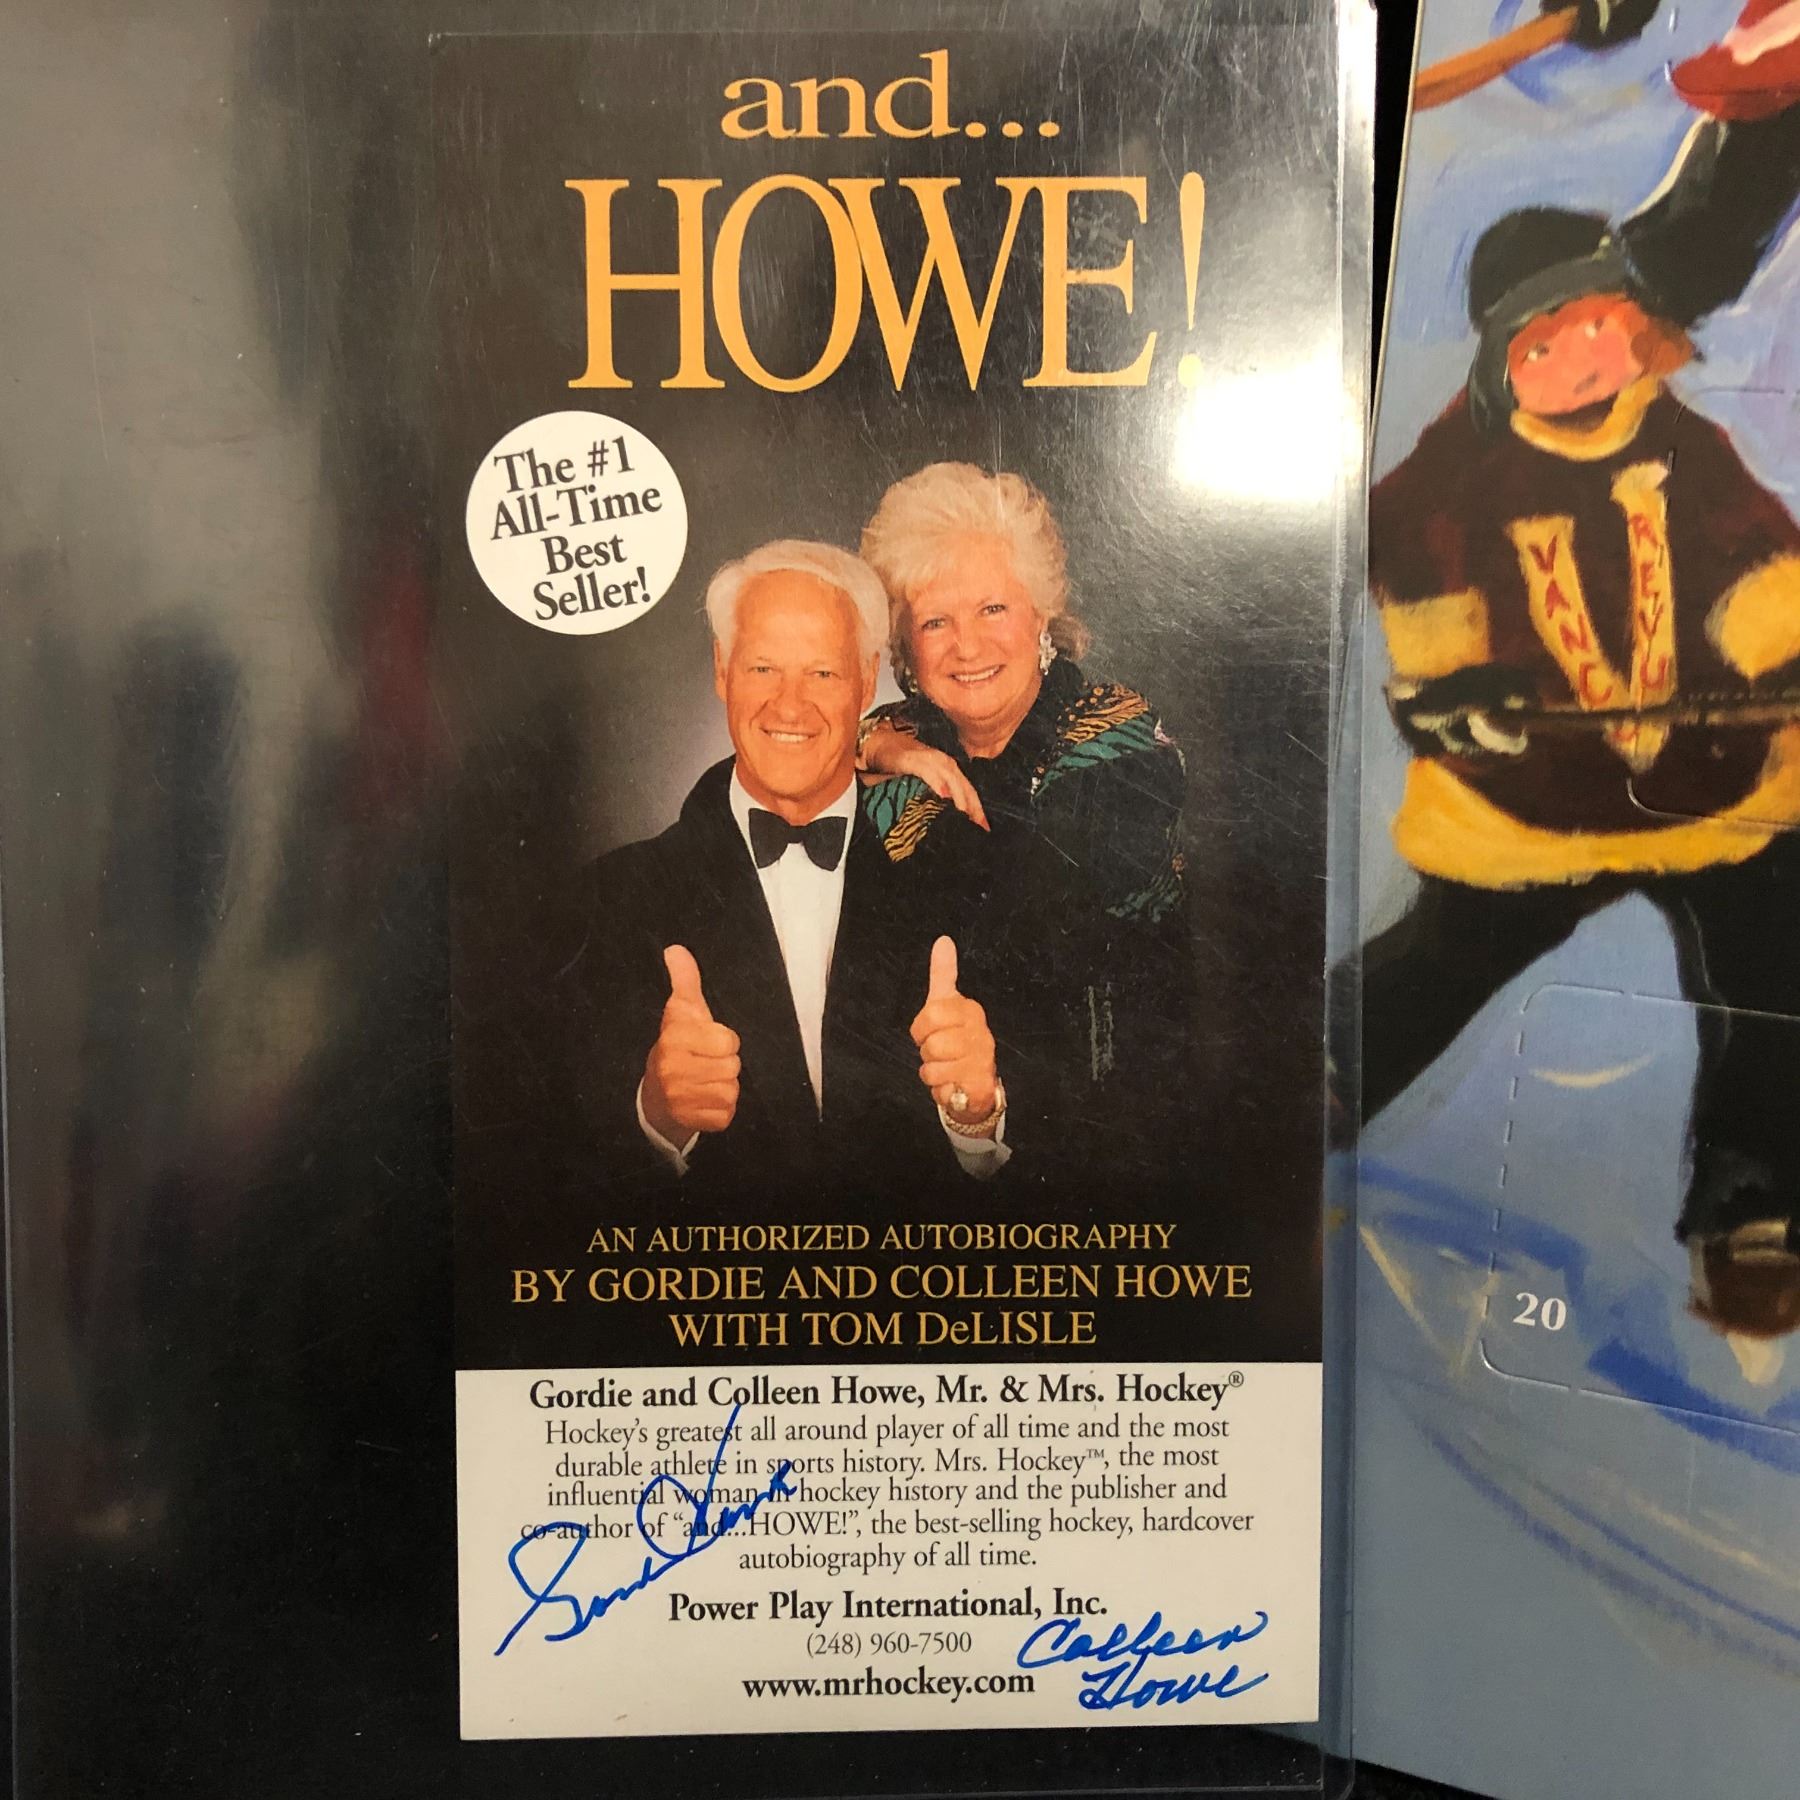 and...
HOWE!
The #1
All-Time
Best
Seller!
AN AUTHORIZED AUTOBIOGRAPHY
BY GORDIE AND COLLEEN HOWE
WITH TOM DeLISLE
Gordie and Colleen Howe, Mr. & Mrs. Hockey®
Hockey's greatest all around player of all time and the most
durable athlete in sports history. Mrs. Hockey™, the most
influential woman in hockey history and the publisher and
co-author of "and...HOWE!", the best-selling hockey, hardcover
autobiography of all time.
Power Play International, Inc.
(248) 960-7500
www.mrhockey.com
Gordie Howe
Colleen
Howe
VANC
20